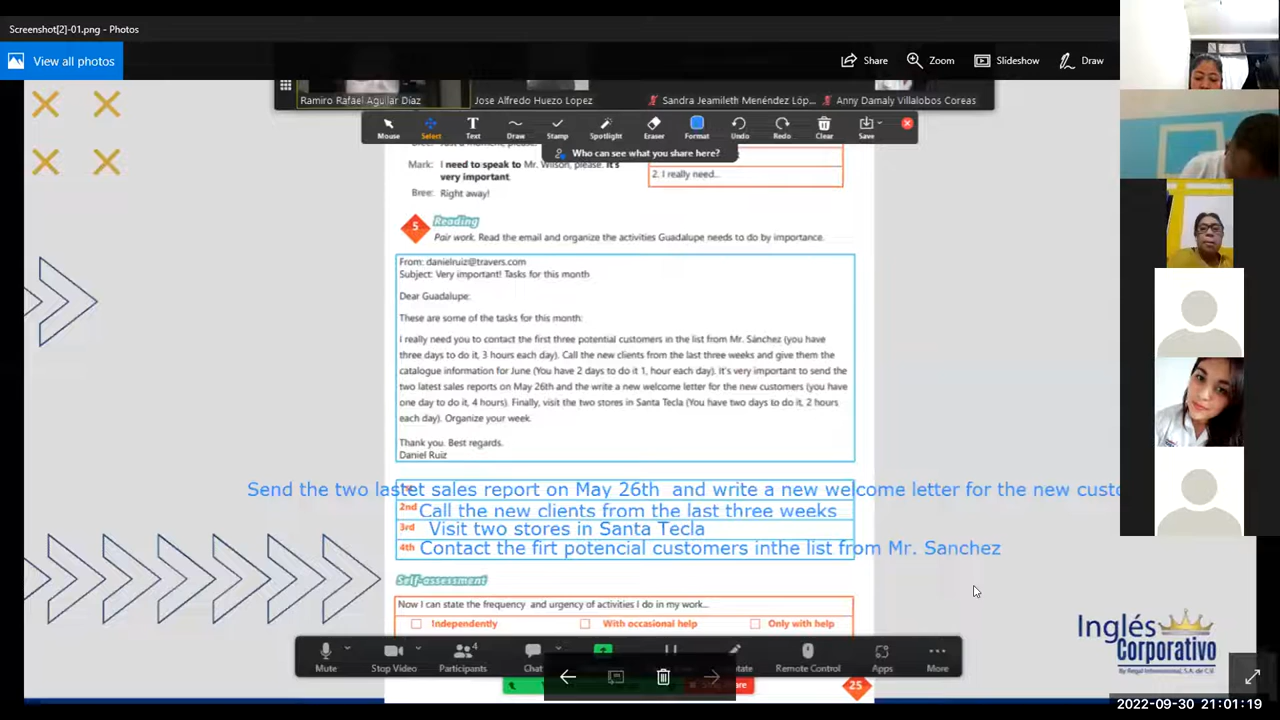 Screenshot[2]-01.png - Photos
View all photos
Share
Zoom
Slideshow
Draw
Ramiro Rafael Aguilar Díaz
Jose Alfredo Huezo Lopez
Sandra Jeamileth Menéndez Lóp...
Anny Damaly Villalobos Coreas
Mouse
Select
Text
Draw
Stamp
Spotlight
Eraser
Format
Undo
Redo
Clear
Save
Who can see what you share here?
Mark: I need to speak to Mr. Wilson, please. It's
very important.
Bree: Right away!
2. I really need...
5
Reading
Pair work. Read the email and organize the activities Guadalupe needs to do by importance.
From: danielruiz@travers.com
Subject: Very important! Tasks for this month
Dear Guadalupe:
These are some of the tasks for this month:
I really need you to contact the first three potential customers in the list from Mr. Sánchez (you have
three days to do it, 3 hours each day). Call the new clients from the last three weeks and give them the
catalogue information for June (You have 2 days to do it 1, hour each day). It's very important to send the
two latest sales reports on May 26th and the write a new welcome letter for the new customers (you have
one day to do it, 4 hours). Finally, visit the two stores in Santa Tecla (You have two days to do it, 2 hours
each day). Organize your week.
Thank you. Best regards.
Daniel Ruiz
Send the two lastet sales report on May 26th and write a new welcome letter for the new custo
2nd Call the new clients from the last three weeks
3rd Visit two stores in Santa Tecla
4th Contact the firt potencial customers inthe list from Mr. Sanchez
Self-assessment
Now I can state the frequency and urgency of activities I do in my work...
Independently
With occasional help
Only with help
Mute
Stop Video
Participants
4
Chat
Remote Control
Apps
More
25
Inglés
Corporativo
By Regal International, S.A. de C.V.
2022-09-30 21:01:19